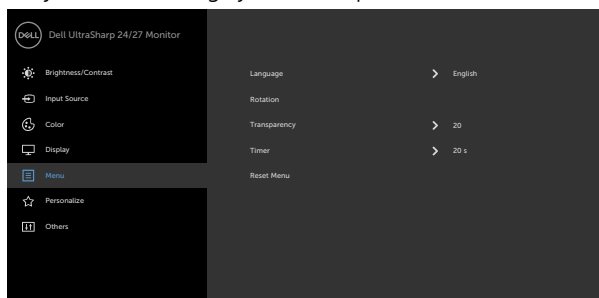 DELL
Dell UltraSharp 24/27 Monitor
Brightness/Contrast
Input Source
Color
Display
Menu
Personalize
Others
Language English
Rotation
Transparency 20
Timer 20 s
Reset Menu